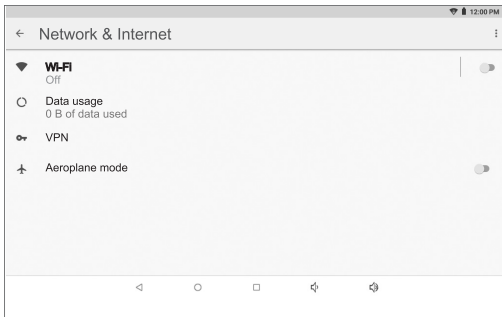 12:00 PM
Network & Internet
Wi-Fi
Off
Data usage
0 B of data used
VPN
Aeroplane mode